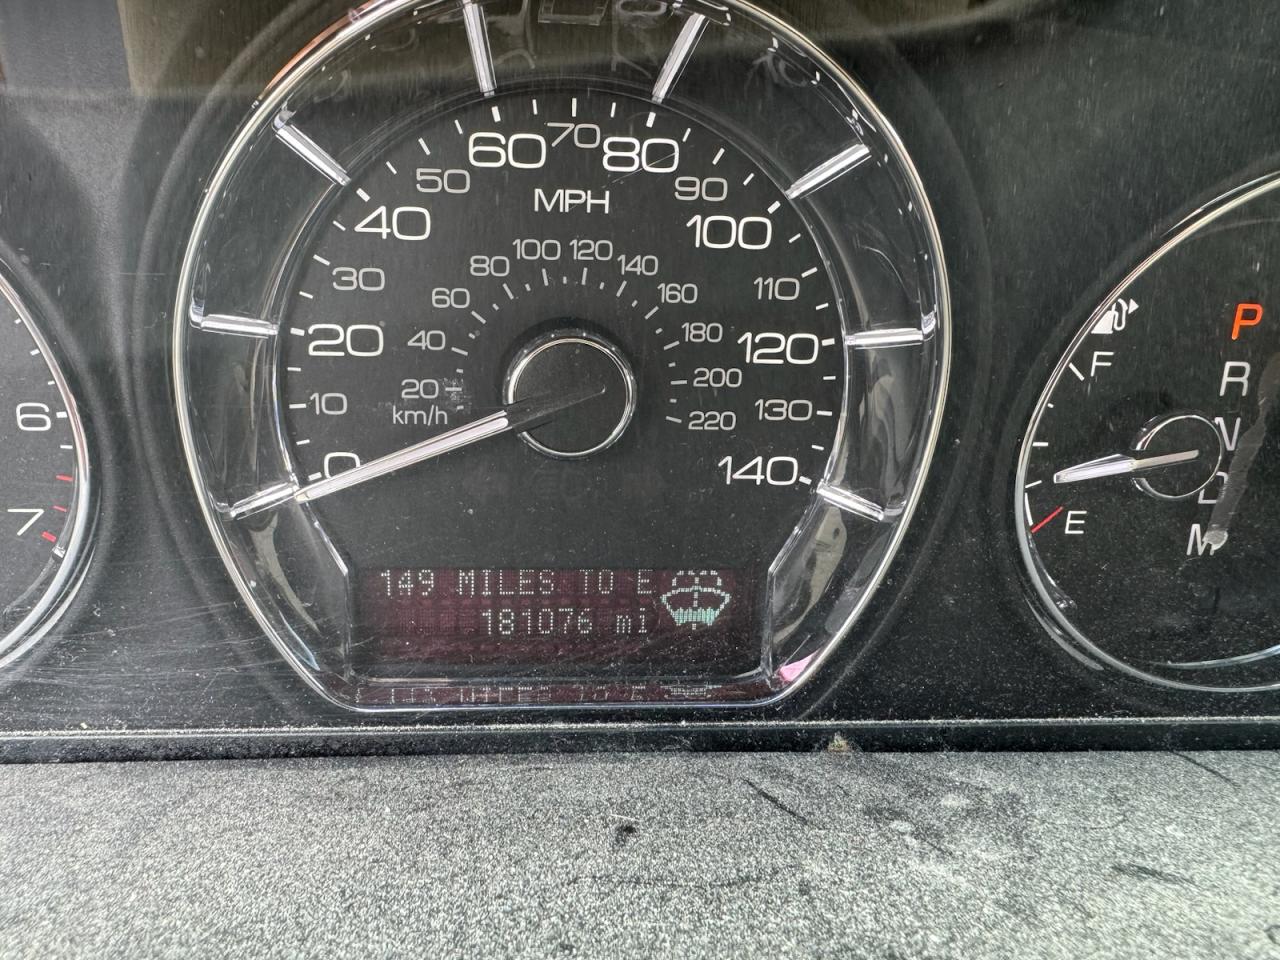 60 70 80
50 MPH 90
40 100
100 120
80 140
30 60 160 110
20 40 180 120
20 200
10 km/h 220 130
0 140
149 MILES TO E
181076 mi
6
7
F
E
P
R
N
D
M